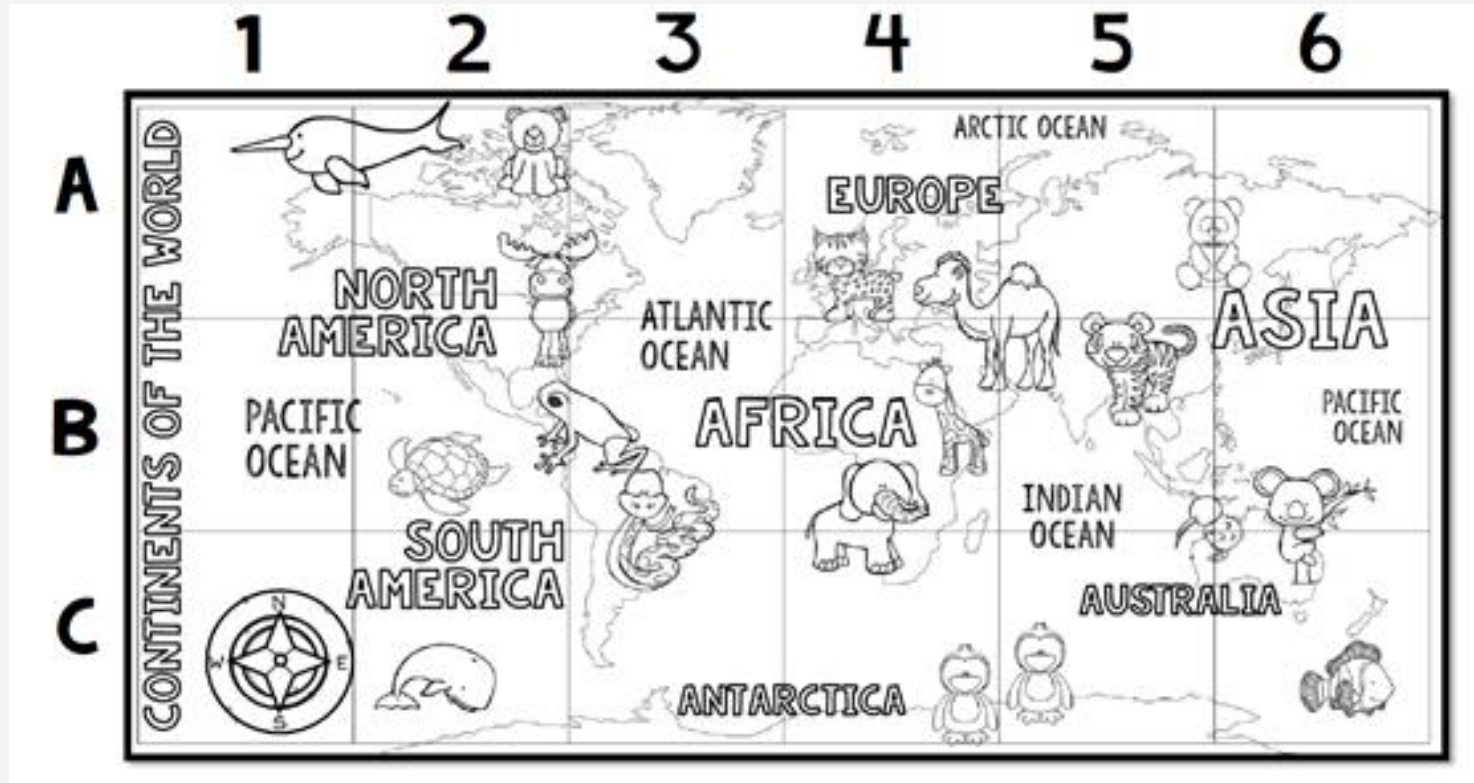 1 2 3 4 5 6
A
B
C
CONTINENTS OF THE WORLD
ARCTIC OCEAN
EUROPE
NORTH
AMERICA
ATLANTIC
OCEAN
ASIA
PACIFIC
OCEAN
AFRICA
PACIFIC
OCEAN
INDIAN
OCEAN
SOUTH
AMERICA
AUSTRALIA
ANTARCTICA
N
W E
S